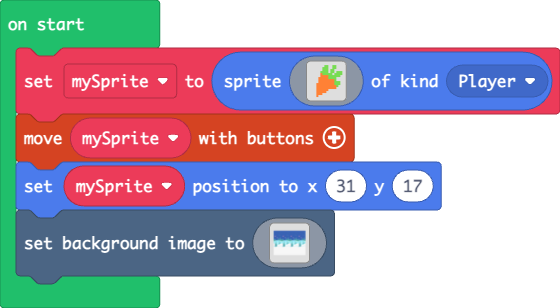 on start
set mySprite to sprite of kind Player
move mySprite with buttons
set mySprite position to x 31 y 17
set background image to